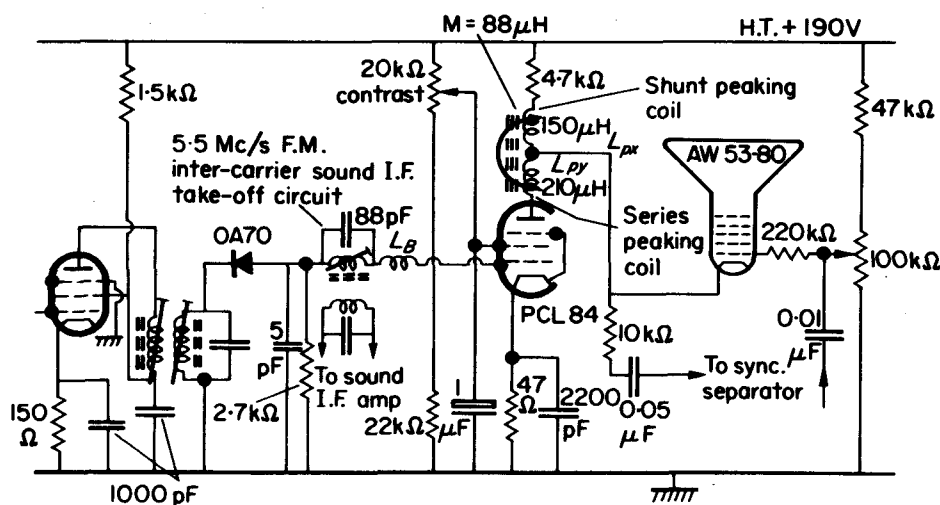 M = 88μH
H.T. + 190V
1·5kΩ
20kΩ
contrast
4·7kΩ
Shunt peaking
coil
47kΩ
5·5 Mc/s F.M.
inter-carrier sound I.F.
take-off circuit
150μH
Lpx
Lpy
210μH
AW 53-80
88pF
OA70
LB
Series
peaking
coil
220kΩ
100kΩ
PCL 84
5
pF
10kΩ
0·01
μF
To sound
I.F. amp
To sync.
separator
2·7kΩ
150
Ω
22kΩ
1
μF
47
Ω
2200
pF
0·05
μF
1000 pF